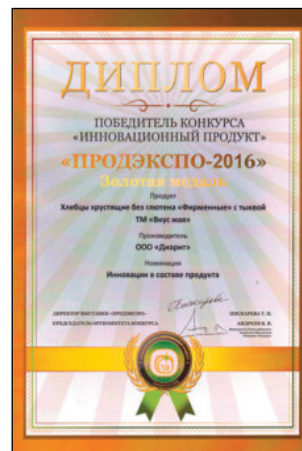 ДИПЛОМ
ПОБЕДИТЕЛЬ КОНКУРСА
«ИННОВАЦИОННЫЙ ПРОДУКТ»
«ПРОДЭКСПО-2016»
Золотая медаль
Продукт
Хлебцы хрустящие без глютена «Фирменные» с тыквой
ТМ «Вкус мая»
Производитель
ООО «Диарит»
Номинация
Инновации в составе продукта
ДИРЕКТОР ВЫСТАВКИ «ПРОДЭКСПО»
ПИСКАРЕВА Т. Н.
ПРЕДСЕДАТЕЛЬ ОРГКОМИТЕТА КОНКУРСА